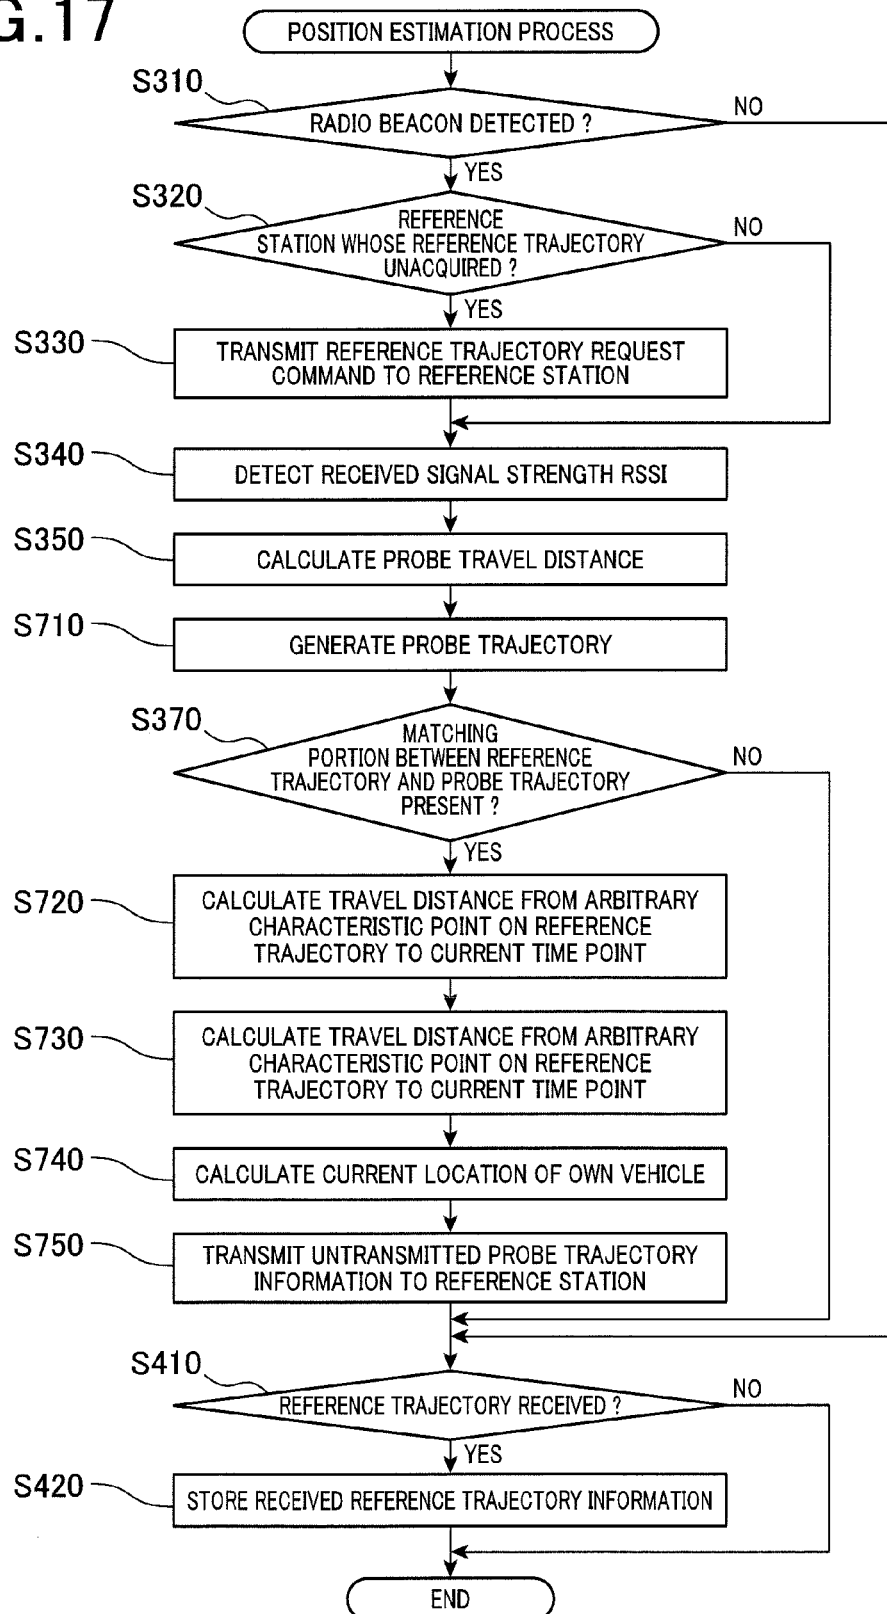 G.17
POSITION ESTIMATION PROCESS
S310
RADIO BEACON DETECTED ?
NO
YES
S320
REFERENCE
STATION WHOSE REFERENCE TRAJECTORY
UNACQUIRED ?
NO
YES
S330
TRANSMIT REFERENCE TRAJECTORY REQUEST
COMMAND TO REFERENCE STATION
S340
DETECT RECEIVED SIGNAL STRENGTH RSSI
S350
CALCULATE PROBE TRAVEL DISTANCE
S710
GENERATE PROBE TRAJECTORY
S370
MATCHING
PORTION BETWEEN REFERENCE
TRAJECTORY AND PROBE TRAJECTORY
PRESENT ?
NO
YES
S720
CALCULATE TRAVEL DISTANCE FROM ARBITRARY
CHARACTERISTIC POINT ON REFERENCE
TRAJECTORY TO CURRENT TIME POINT
S730
CALCULATE TRAVEL DISTANCE FROM ARBITRARY
CHARACTERISTIC POINT ON REFERENCE
TRAJECTORY TO CURRENT TIME POINT
S740
CALCULATE CURRENT LOCATION OF OWN VEHICLE
S750
TRANSMIT UNTRANSMITTED PROBE TRAJECTORY
INFORMATION TO REFERENCE STATION
S410
REFERENCE TRAJECTORY RECEIVED ?
NO
YES
S420
STORE RECEIVED REFERENCE TRAJECTORY INFORMATION
END